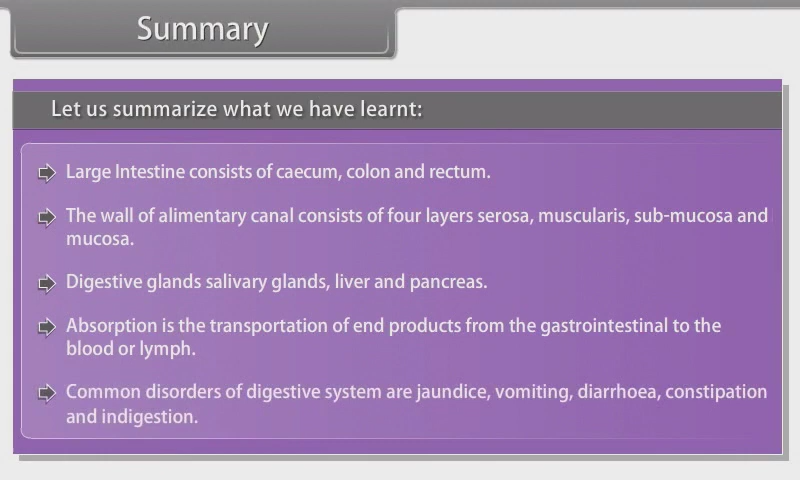 Summary
Let us summarize what we have learnt:
Large Intestine consists of caecum, colon and rectum.
The wall of alimentary canal consists of four layers serosa, muscularis, sub-mucosa and
mucosa.
Digestive glands salivary glands, liver and pancreas.
Absorption is the transportation of end products from the gastrointestinal to the
blood or lymph.
Common disorders of digestive system are jaundice, vomiting, diarrhoea, constipation
and indigestion.